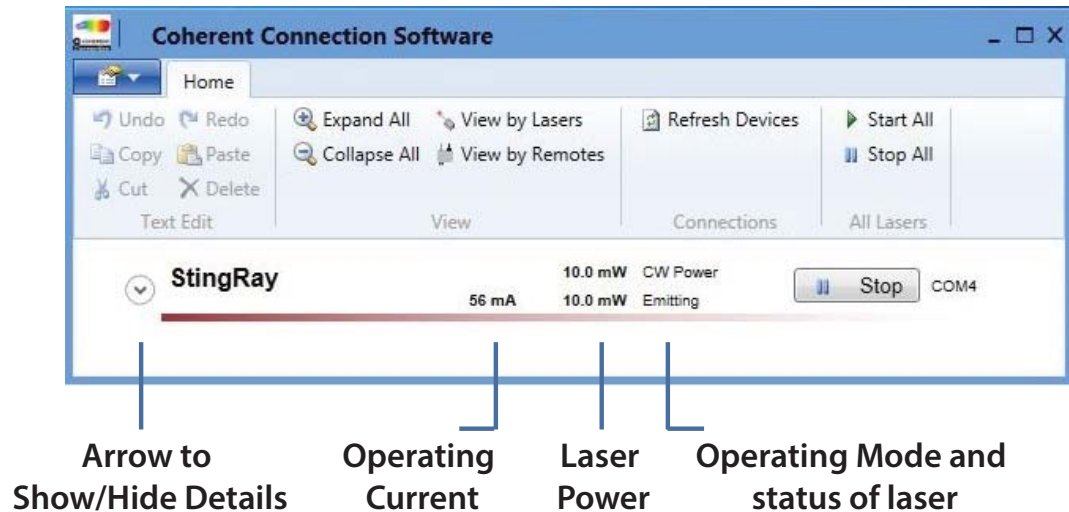 Coherent Connection Software
Home
Undo Redo Expand All View by Lasers Refresh Devices Start All
Copy Paste Collapse All View by Remotes Stop All
Cut Delete
Text Edit View Connections All Lasers
StingRay 10.0 mW CW Power Stop COM4
56 mA 10.0 mW Emitting
Arrow to Operating Laser Operating Mode and
Show/Hide Details Current Power status of laser